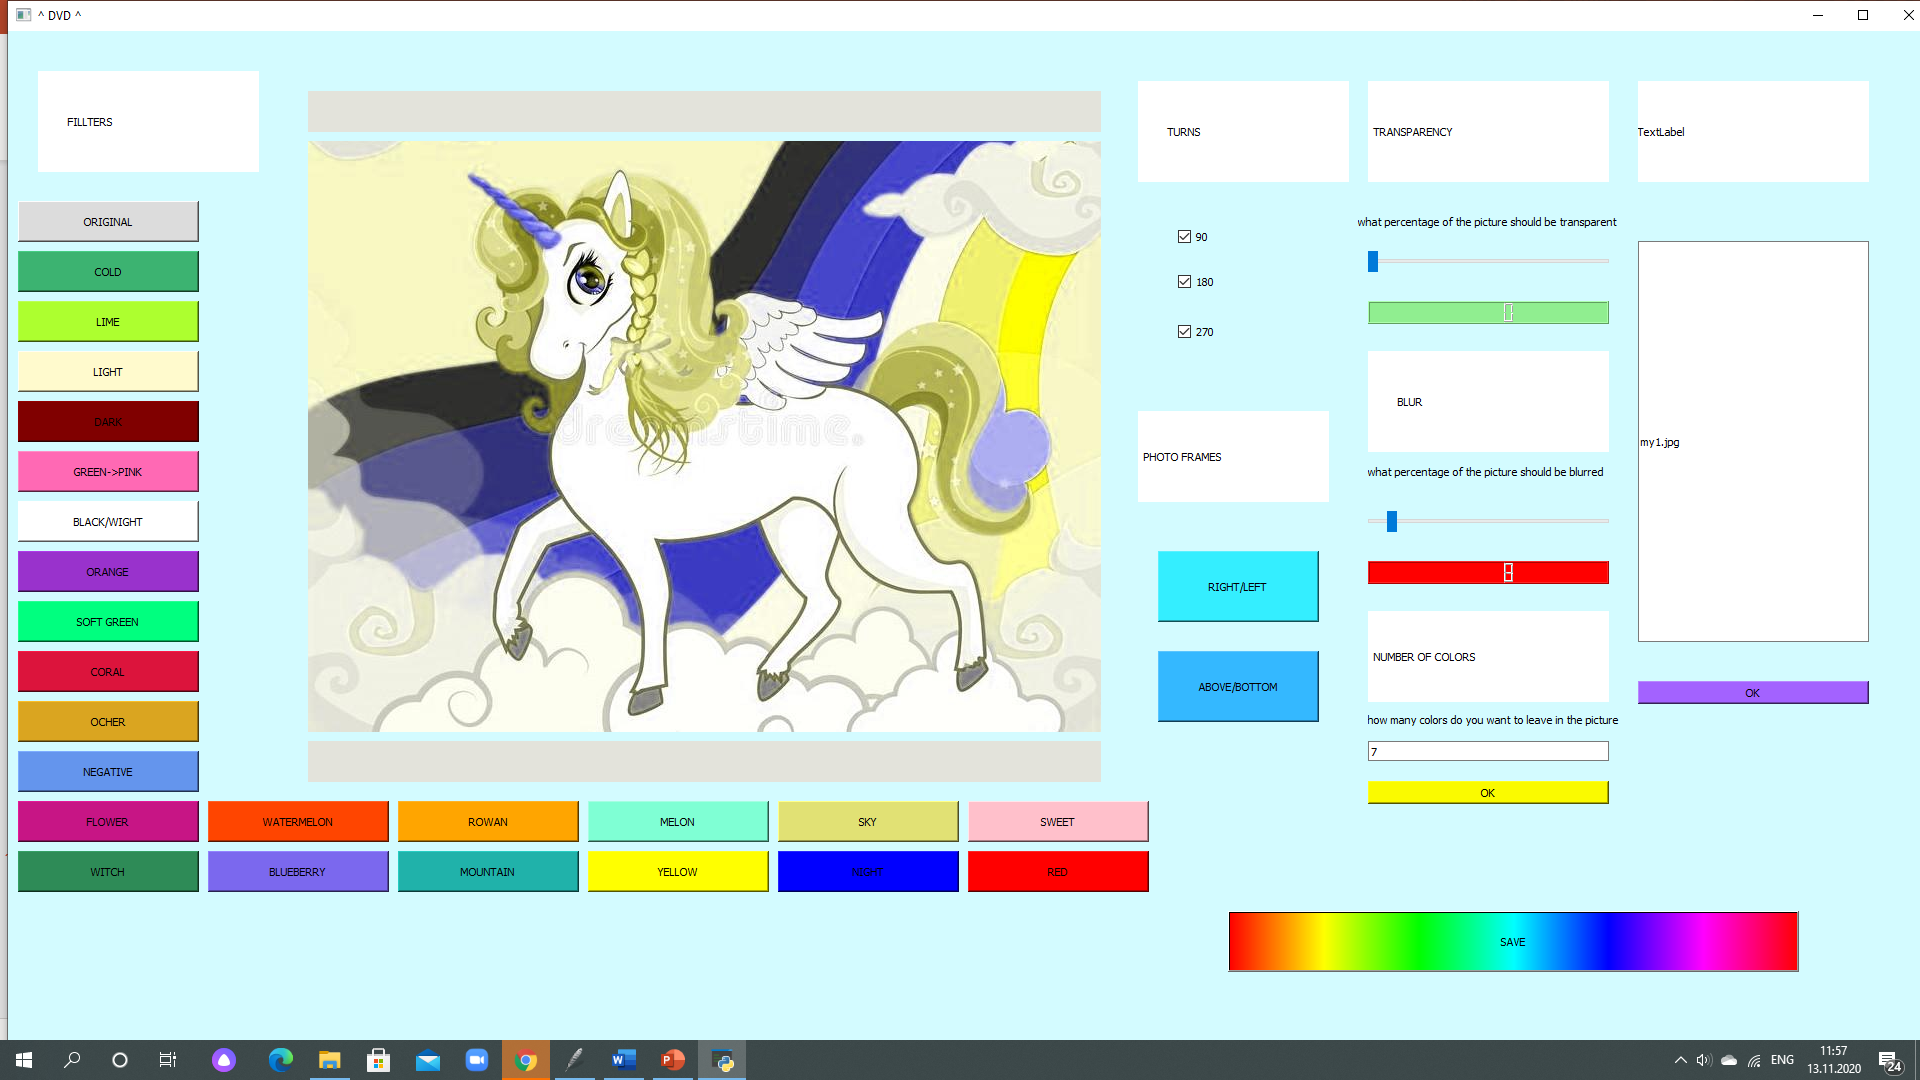 ^ DVD ^
FILLTERS
TURNS
TRANSPARENCY
TextLabel
ORIGINAL
COLD
LIME
LIGHT
DARK
GREEN->PINK
BLACK/WIGHT
ORANGE
SOFT GREEN
CORAL
OCHER
NEGATIVE
FLOWER
WATERMELON
ROWAN
MELON
SKY
SWEET
WITCH
BLUEBERRY
MOUNTAIN
YELLOW
NIGHT
RED
dreamstime.
90
180
270
PHOTO FRAMES
RIGHT/LEFT
ABOVE/BOTTOM
what percentage of the picture should be transparent
0
BLUR
what percentage of the picture should be blurred
8
NUMBER OF COLORS
how many colors do you want to leave in the picture
7
OK
my1.jpg
OK
SAVE
ENG
11:57
13.11.2020
24